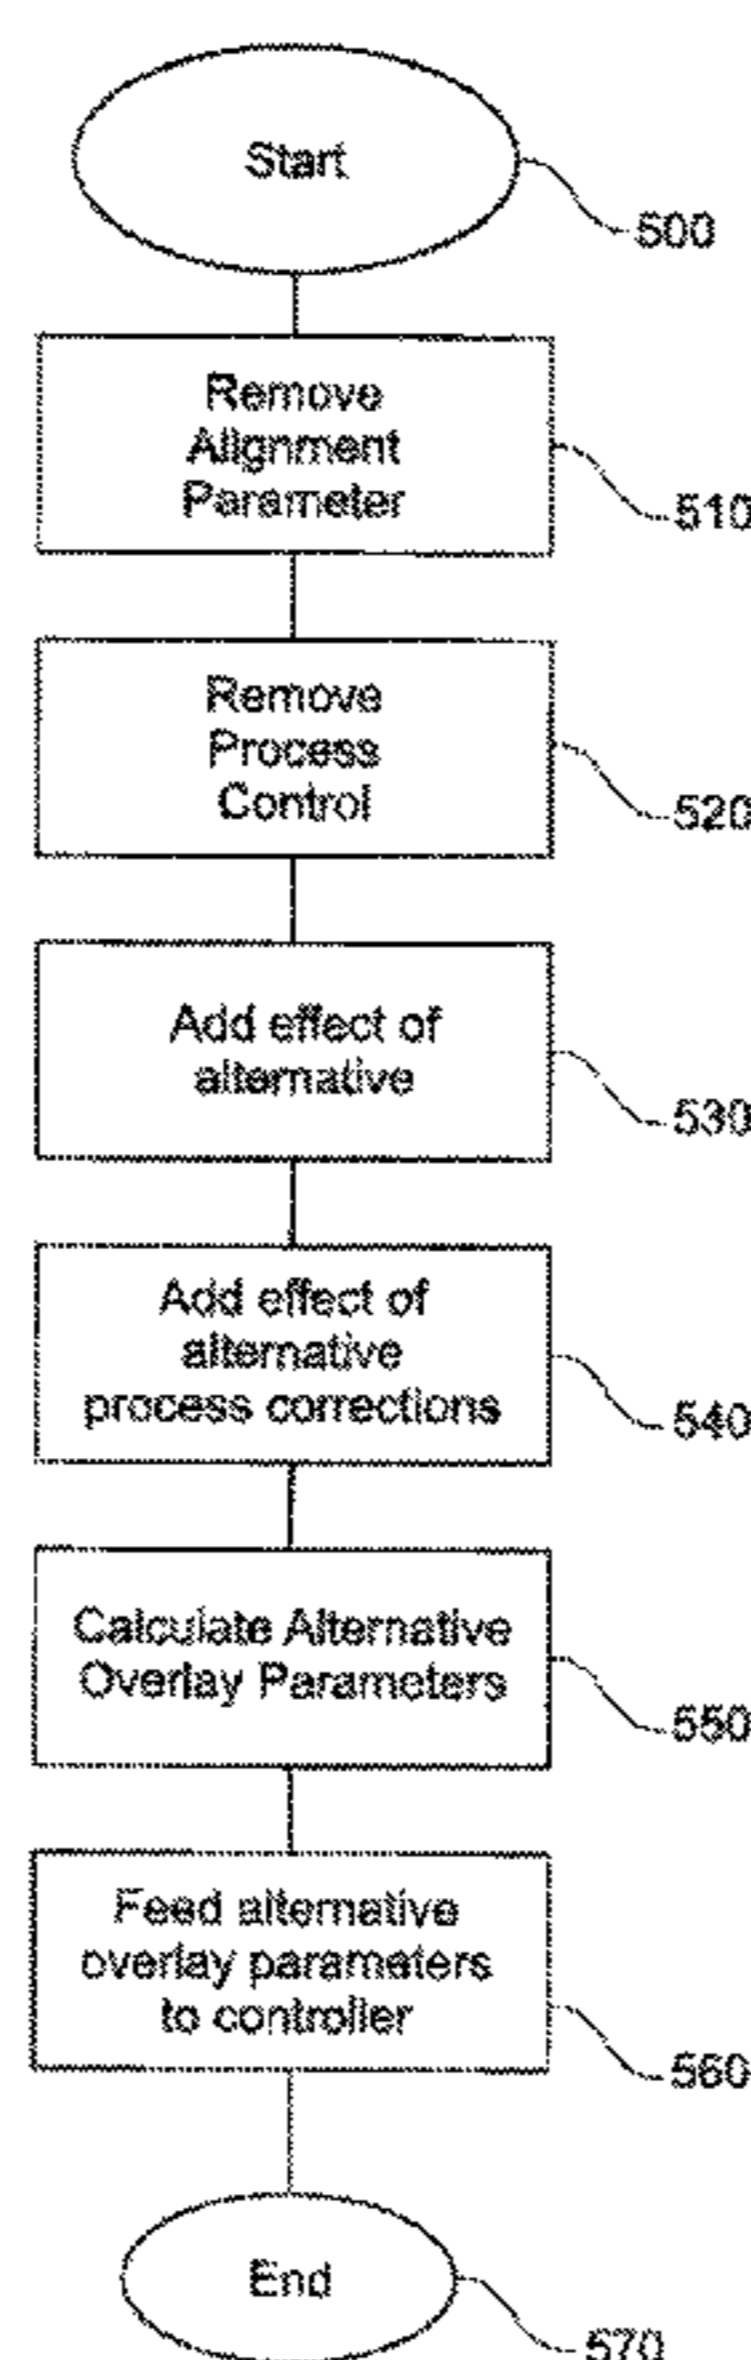 Start
500
Remove
Alignment
Parameter
510
Remove
Process
Control
520
Add effect of
alternative
530
Add effect of
alternative
process corrections
540
Calculate Alternative
Overlay Parameters
550
Feed alternative
overlay parameters
to controller
560
End
570